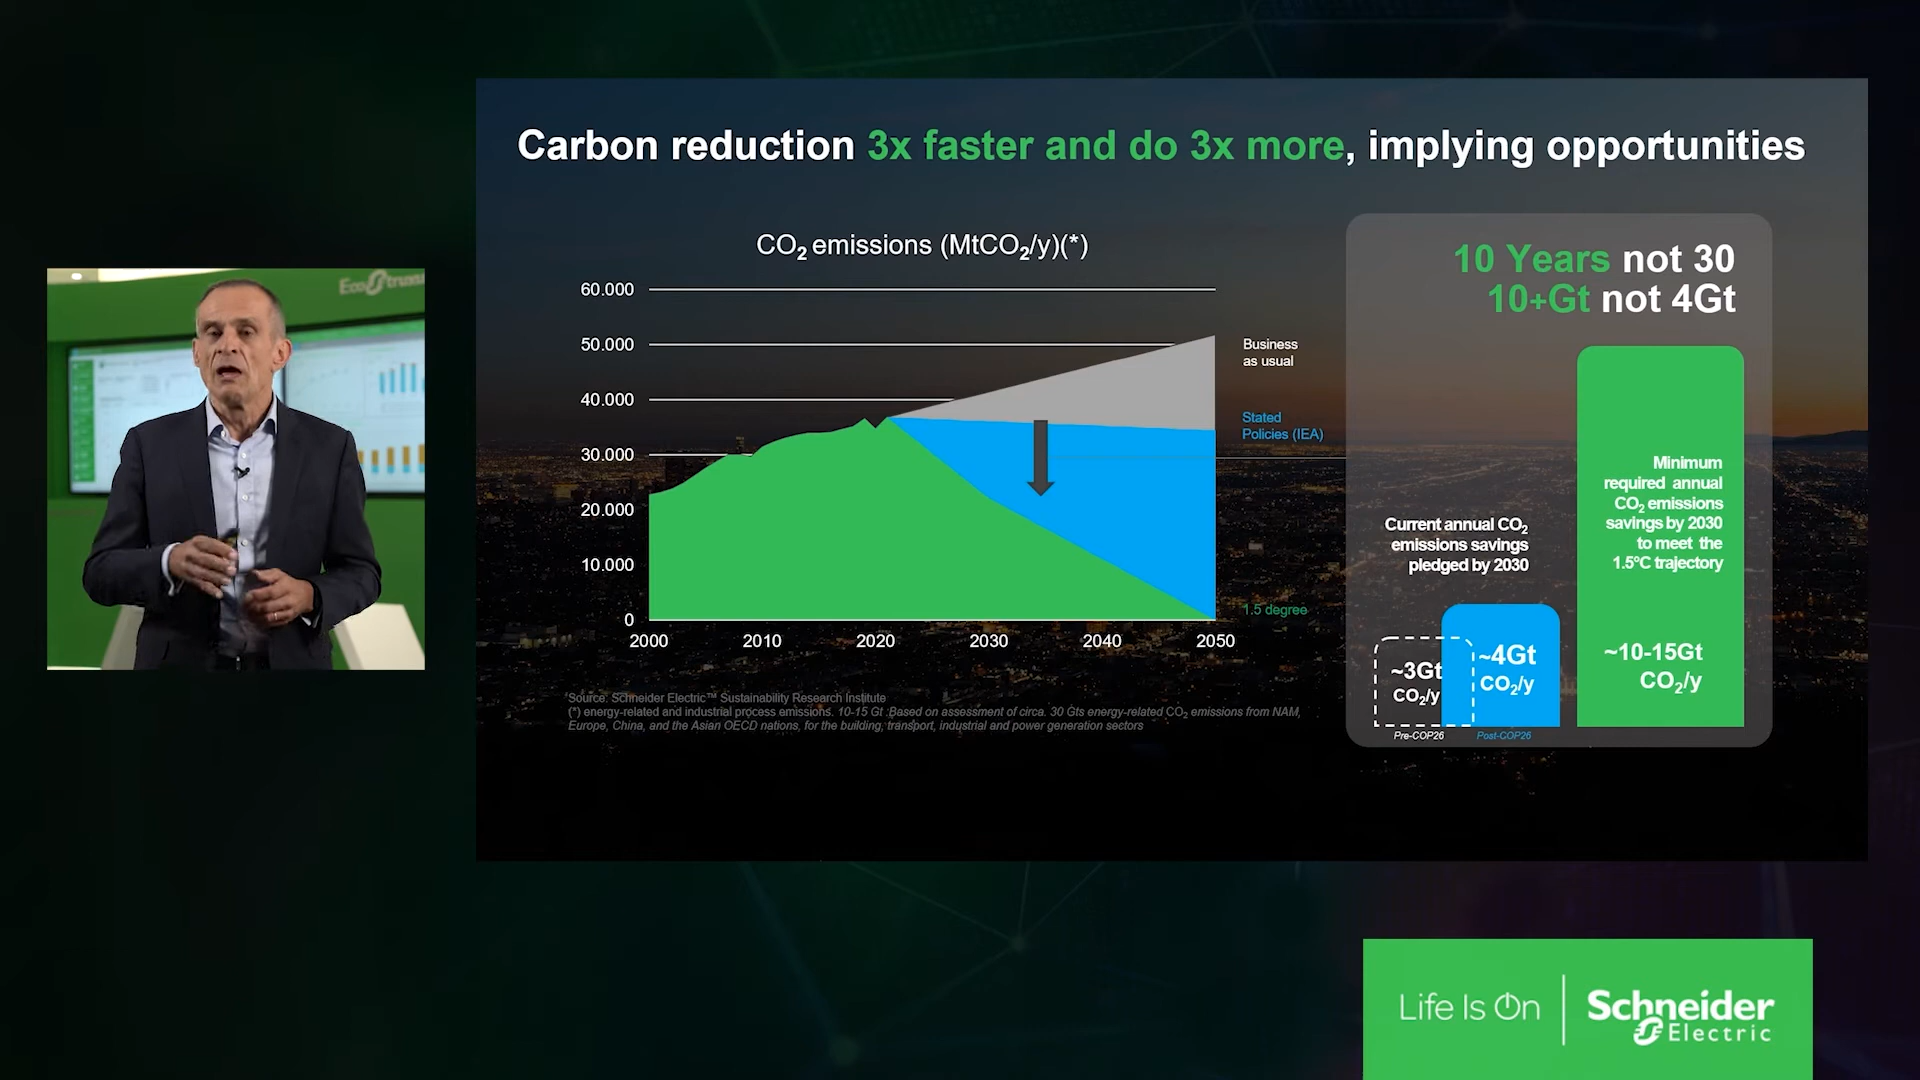 Carbon reduction 3x faster and do 3x more, implying opportunities
CO₂ emissions (MtCO₂/y)(*)
60.000
50.000
40.000
30.000
20.000
10.000
0
2000 2010 2020 2030 2040 2050
Business
as usual
Stated
Policies (IEA)
1.5 degree
Source: Schneider Electric™ Sustainability Research Institute
(*) energy-related and industrial process emissions. 10-15 Gt :Based on assessment of circa. 30 Gts energy-related CO₂ emissions from NAM,
Europe, China, and the Asian OECD nations, for the building, transport, industrial and power generation sectors
10 Years not 30
10+Gt not 4Gt
Current annual CO₂
emissions savings
pledged by 2030
~3Gt
CO₂/y
Pre-COP26
~4Gt
CO₂/y
Post-COP26
Minimum
required annual
CO₂ emissions
savings by 2030
to meet the
1.5°C trajectory
~10-15Gt
CO₂/y
Life Is On
Schneider
Electric